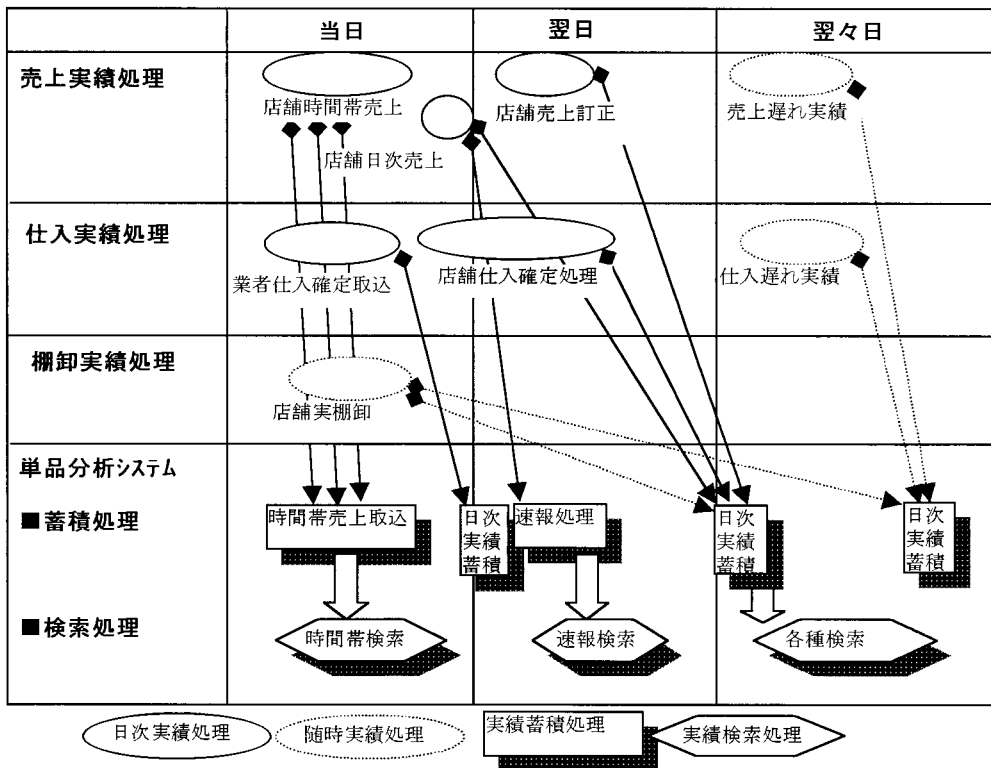 当日
翌日
翌々日
売上実績処理
店舗時間帯売上
店舗売上訂正
売上遅れ実績
店舗日次売上
仕入実績処理
業者仕入確定取込
店舗仕入確定処理
仕入遅れ実績
棚卸実績処理
店舗実棚卸
単品分析システム
■蓄積処理
時間帯売上取込
日次
実績
蓄積
速報処理
日次
実績
蓄積
日次
実績
蓄積
■検索処理
時間帯検索
速報検索
各種検索
日次実績処理
随時実績処理
実績蓄積処理
実績検索処理